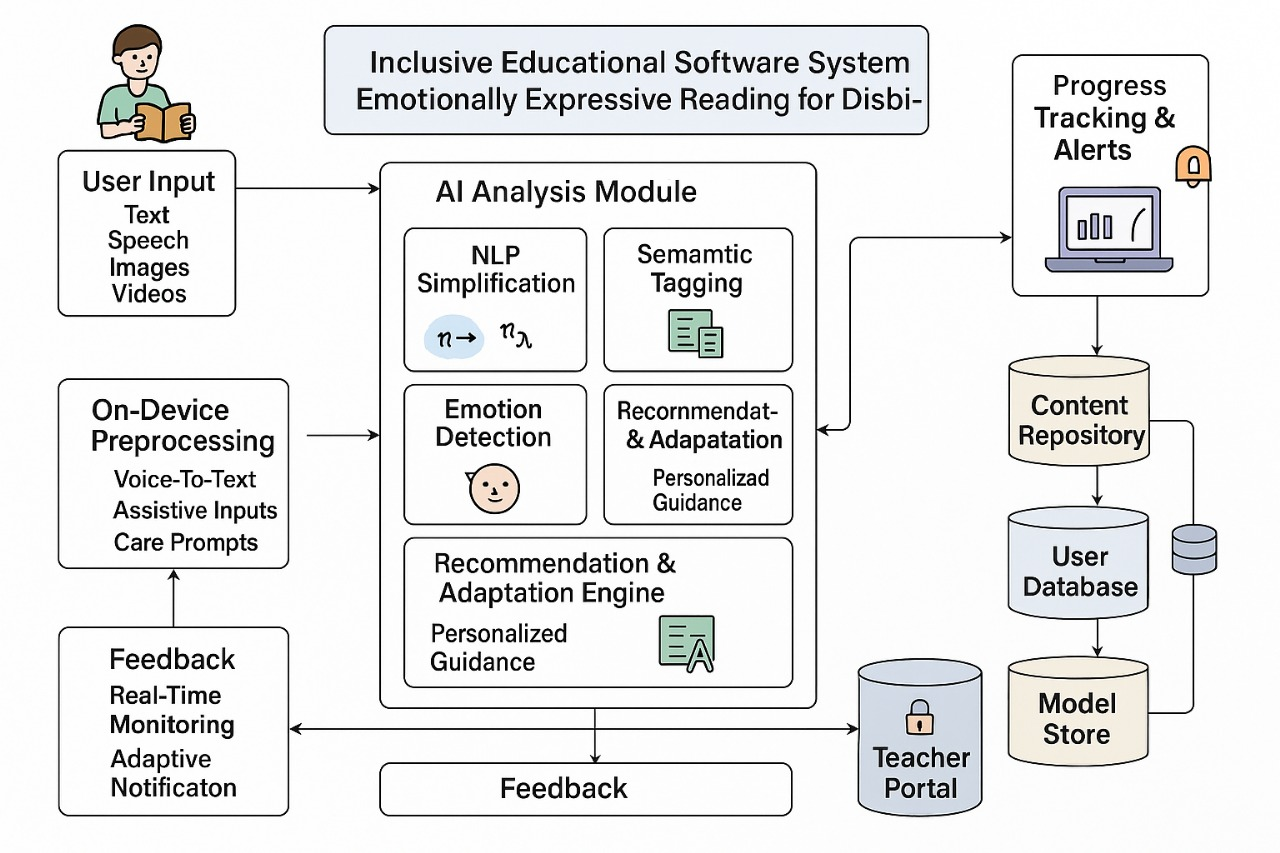 Inclusive Educational Software System
Emotionally Expressive Reading for Disbi-
User Input
Text
Speech
Images
Videos
On-Device
Preprocessing
Voice-To-Text
Assistive Inputs
Care Prompts
Feedback
Real-Time
Monitoring
Adaptive
Notificaton
AI Analysis Module
NLP
Simplification
n→ n λ
Semamtic
Tagging
Emotion
Detection
Recornmendat-
& Adapatation
Personalizad
Guidance
Recommendation &
Adaptation Engine
Personalized
Guidance
A
Feedback
Teacher
Portal
Progress
Tracking &
Alerts
Content
Repository
User
Database
Model
Store